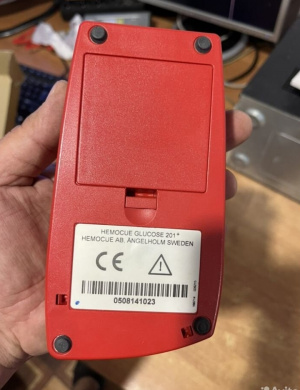 HEMOCUE GLUCOSE 201+
HEMOCUE AB. ÄNGELHOLM SWEDEN
CE
0508141023